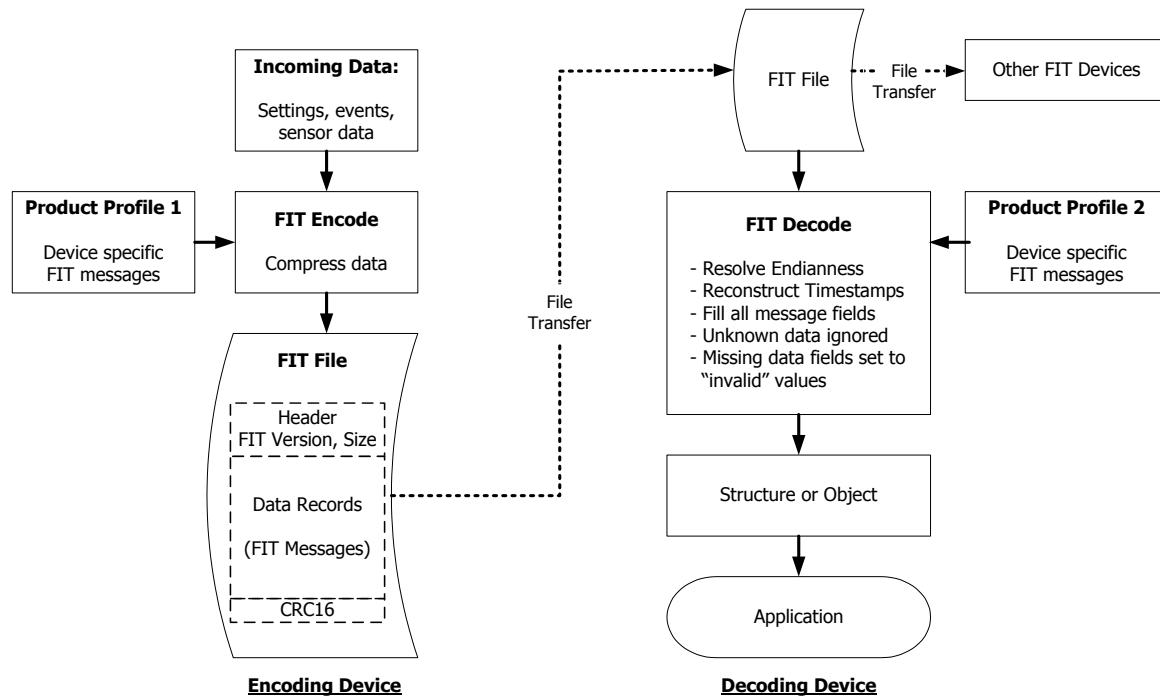 Incoming Data:
Settings, events,
sensor data
Product Profile 1
Device specific
FIT messages
FIT Encode
Compress data
FIT File
Header
FIT Version, Size
Data Records
(FIT Messages)
CRC16
Encoding Device
File
Transfer
FIT File
File
Transfer
Other FIT Devices
FIT Decode
- Resolve Endianness
- Reconstruct Timestamps
- Fill all message fields
- Unknown data ignored
- Missing data fields set to
“invalid” values
Product Profile 2
Device specific
FIT messages
Structure or Object
Application
Decoding Device